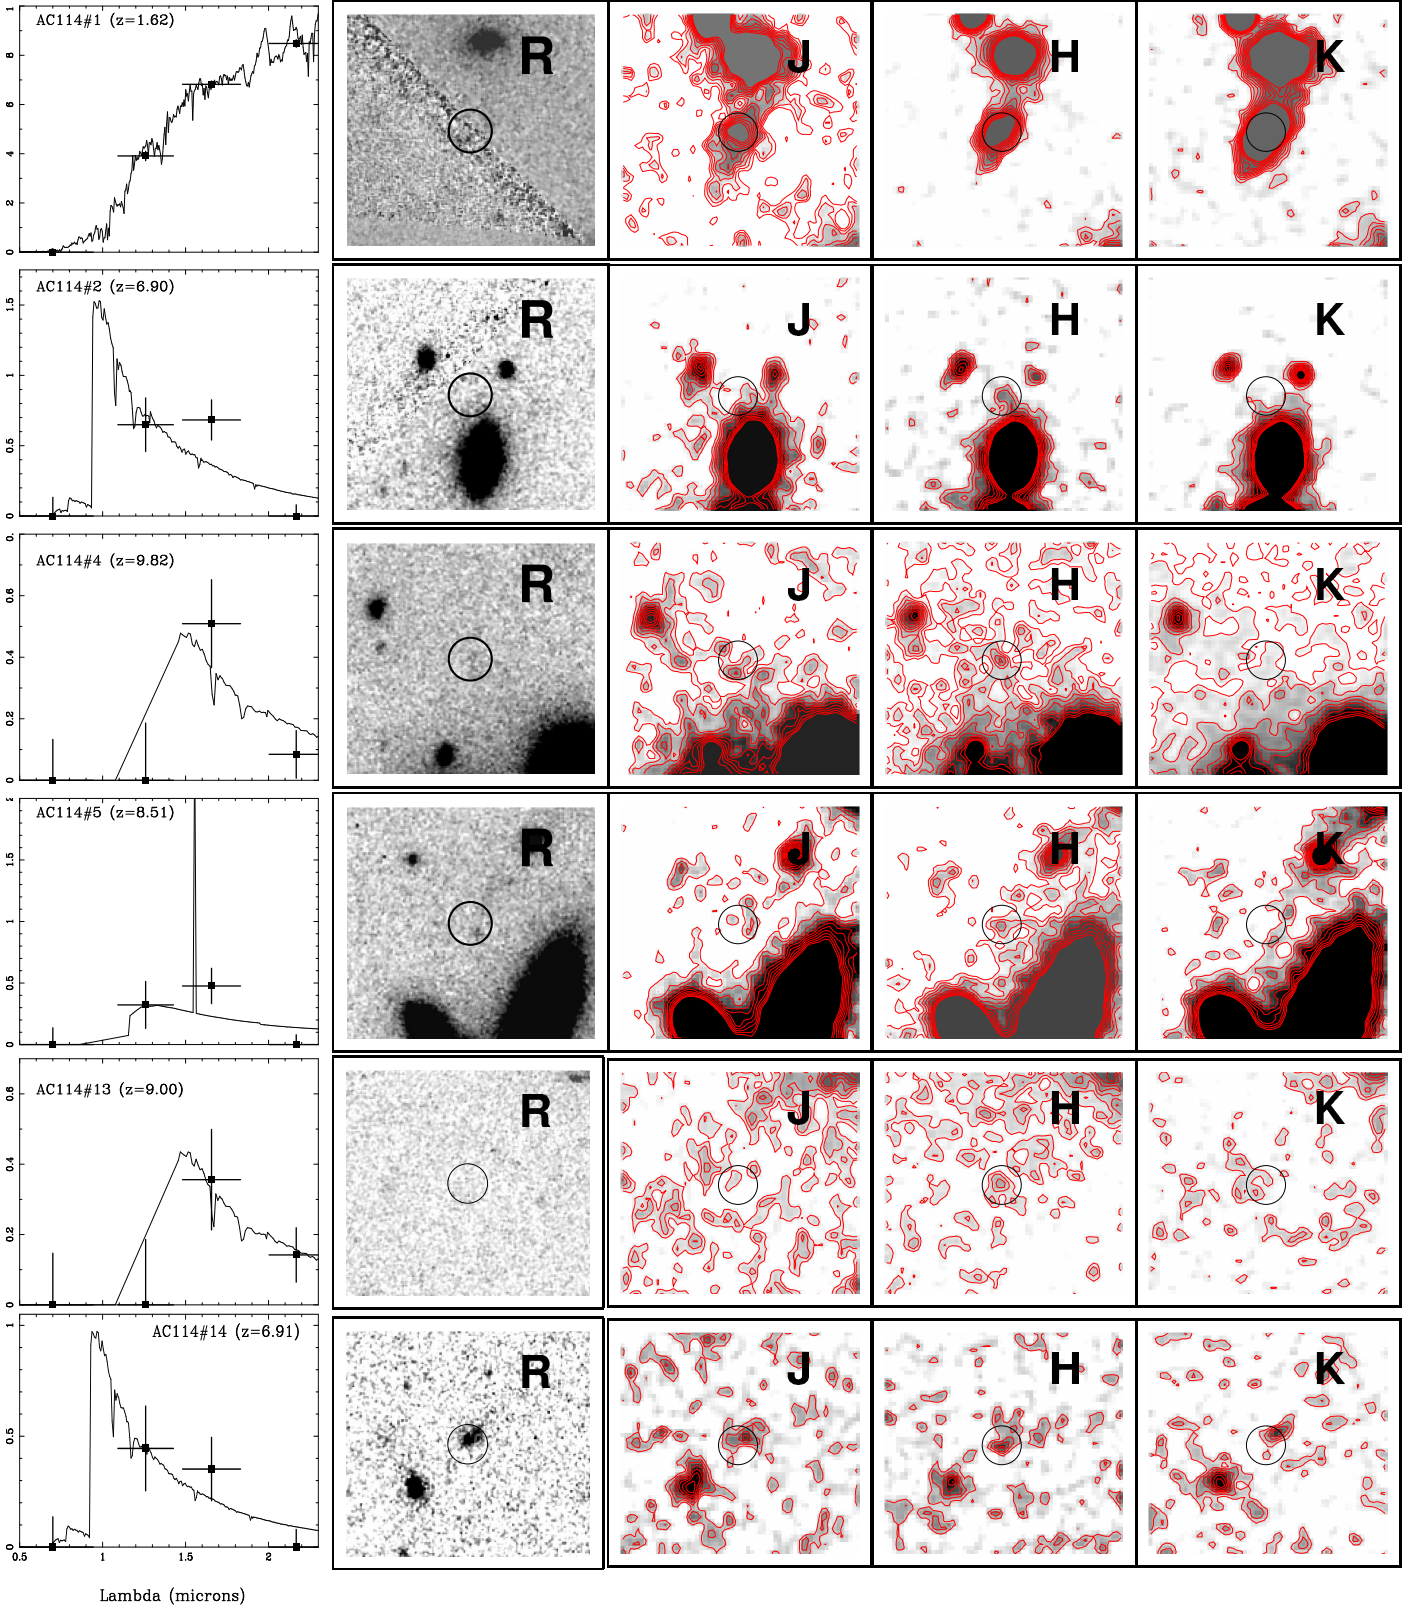 AC114#1 (z=1.62)
R J H K
0 2 4 6 8 1
AC114#2 (z=6.90)
R J H K
0 0.5 1 1.5
AC114#4 (z=9.82)
R J H K
0 0.2 0.4 0.6 0.
AC114#5 (z=8.51)
R J H K
0 0.5 1 1.5 2
AC114#13 (z=9.00)
R J H K
0 0.2 0.4 0.6
AC114#14 (z=6.91)
R J H K
0 0.5 1
0.5 1 1.5 2
Lambda (microns)